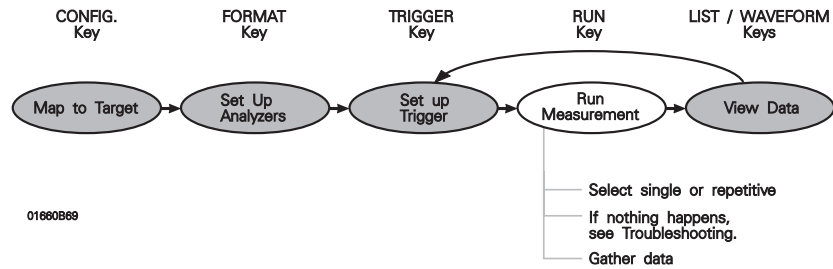 CONFIG. Key
FORMAT Key
TRIGGER Key
RUN Key
LIST / WAVEFORM Keys
Map to Target
Set Up Analyzers
Set up Trigger
Run Measurement
View Data
Select single or repetitive
If nothing happens,
see Troubleshooting.
Gather data
01660B69